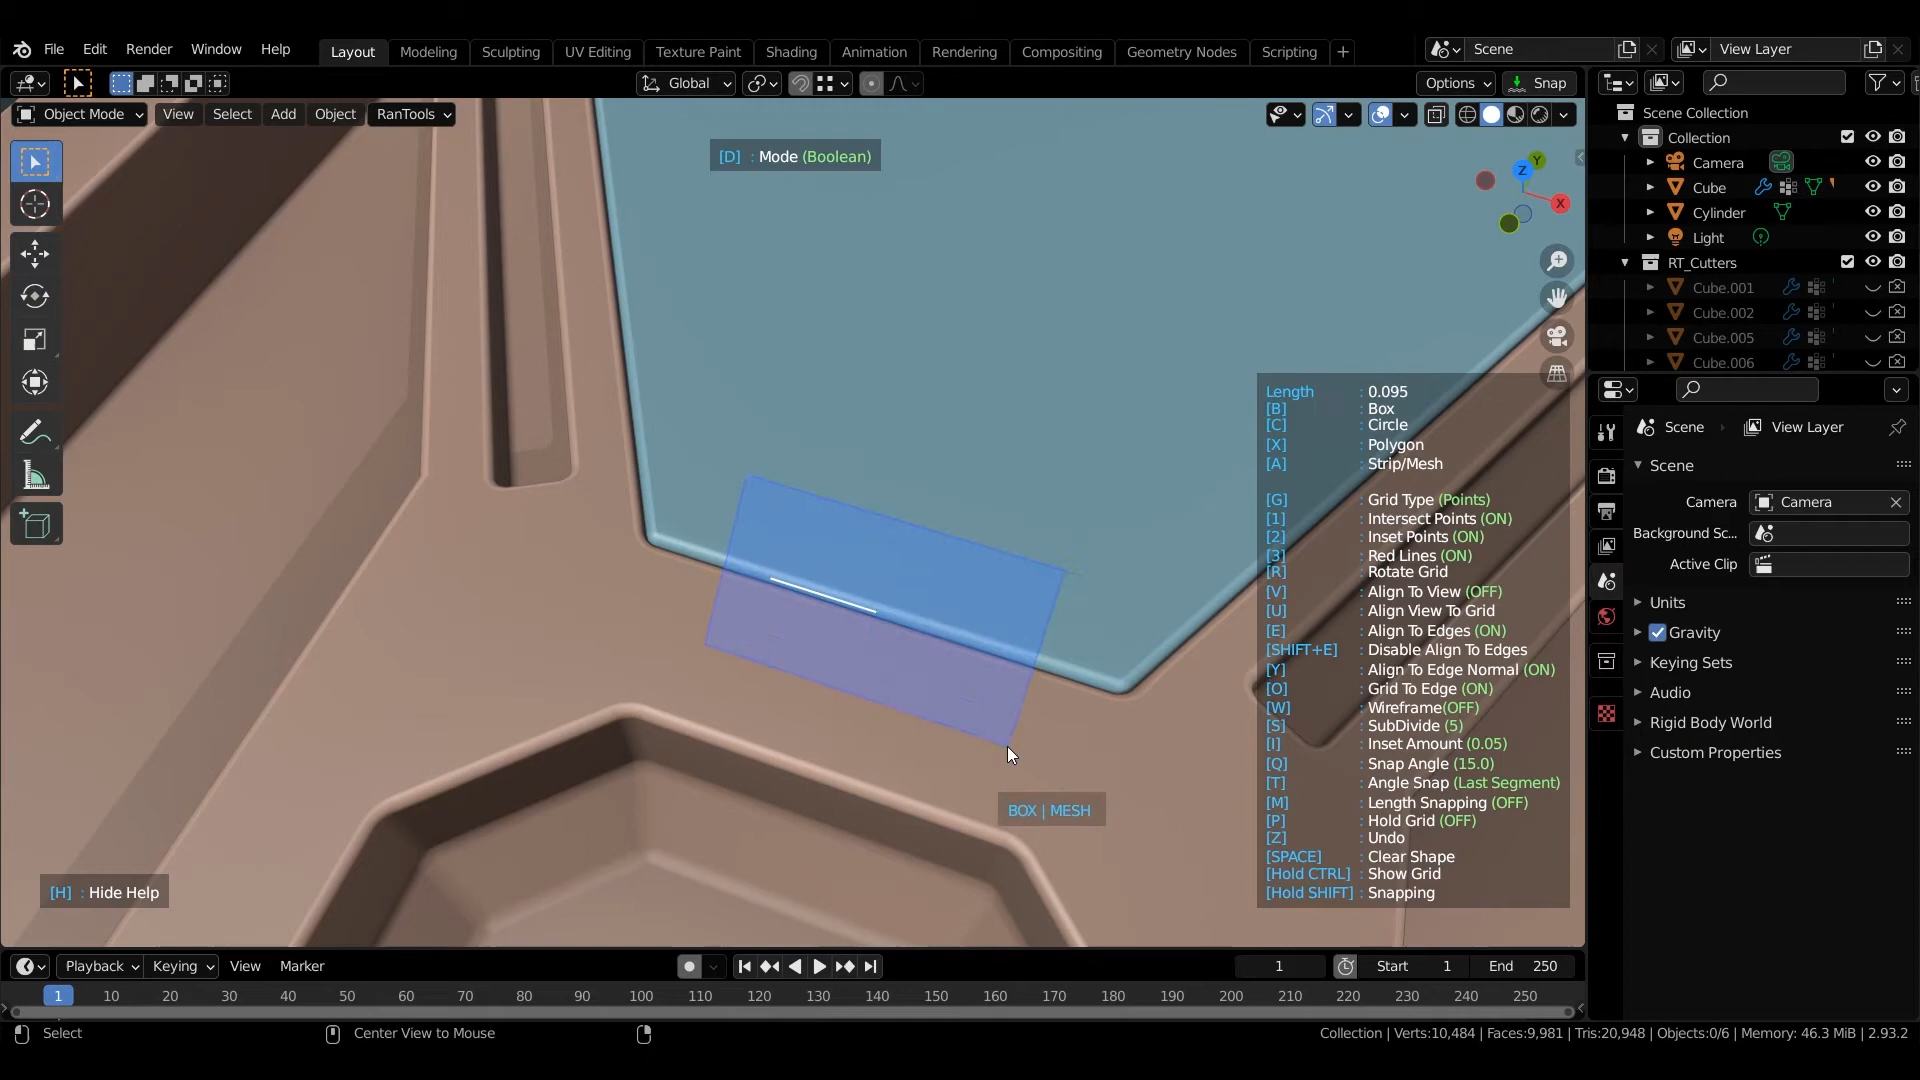 File Edit Render Window Help Layout Modeling Sculpting UV Editing Texture Paint Shading Animation Rendering Compositing Geometry Nodes Scripting + Scene View Layer
Global Options Snap
Object Mode View Select Add Object RanTools
[D] : Mode (Boolean)
Z Y X
Scene Collection
Collection
Camera
Cube
Cylinder
Light
RT_Cutters
Cube.001
Cube.002
Cube.005
Cube.006
Length : 0.095
[B] : Box
[C] : Circle
[X] : Polygon
[A] : Strip/Mesh
[G] : Grid Type (Points)
[1] : Intersect Points (ON)
[2] : Inset Points (ON)
[3] : Red Lines (ON)
[R] : Rotate Grid
[V] : Align To View (OFF)
[U] : Align View To Grid
[E] : Align To Edges (ON)
[SHIFT+E] : Disable Align To Edges
[Y] : Align To Edge Normal (ON)
[O] : Grid To Edge (ON)
[W] : Wireframe(OFF)
[S] : SubDivide (5)
[I] : Inset Amount (0.05)
[Q] : Snap Angle (15.0)
[T] : Angle Snap (Last Segment)
[M] : Length Snapping (OFF)
[P] : Hold Grid (OFF)
[Z] : Undo
[SPACE] : Clear Shape
[Hold CTRL] : Show Grid
[Hold SHIFT] : Snapping
BOX | MESH
[H] : Hide Help
Scene View Layer
Scene
Camera Camera
Background Sc...
Active Clip
Units
Gravity
Keying Sets
Audio
Rigid Body World
Custom Properties
Playback Keying View Marker 1 Start 1 End 250
1 10 20 30 40 50 60 70 80 90 100 110 120 130 140 150 160 170 180 190 200 210 220 230 240 250
Select Center View to Mouse Collection | Verts:10,484 | Faces:9,981 | Tris:20,948 | Objects:0/6 | Memory: 46.3 MiB | 2.93.2